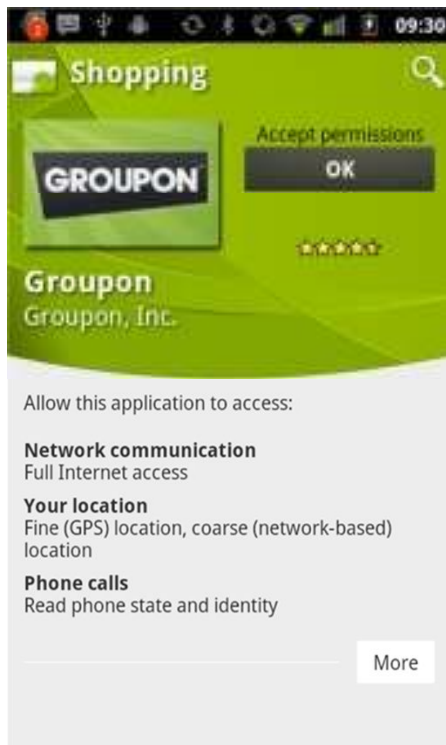 09:30
Shopping
Accept permissions
GROUPON
OK
Groupon
Groupon, Inc.
Allow this application to access:
Network communication
Full Internet access
Your location
Fine (GPS) location, coarse (network-based)
location
Phone calls
Read phone state and identity
More